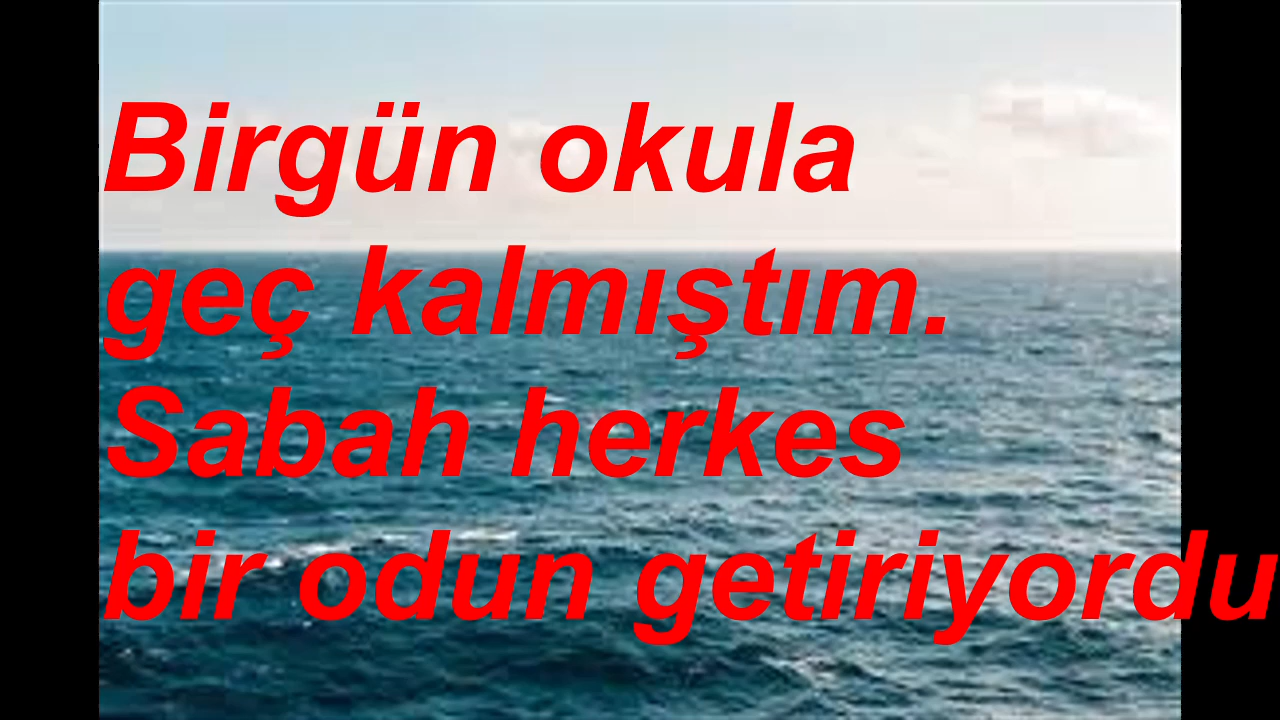 Birgün okula
geç kalmıştım.
Sabah herkes
bir odun getiriyordu